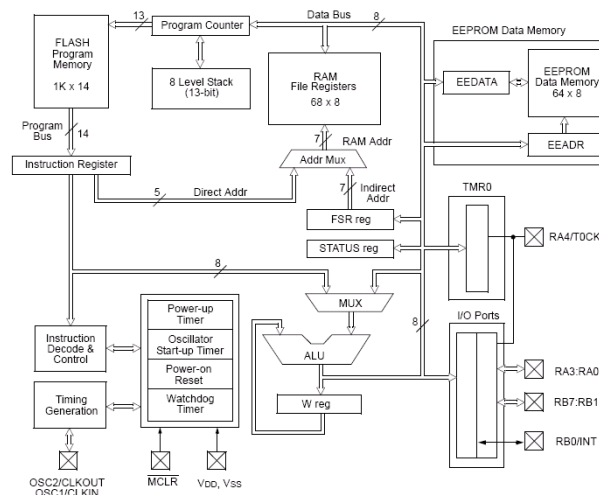 13
Program Counter
Data Bus
8
EEPROM Data Memory
FLASH
Program
Memory
1K x 14
8 Level Stack
(13-bit)
RAM
File Registers
68 x 8
EEDATA
EEPROM
Data Memory
64 x 8
EEADR
Program
Bus
14
7
RAM Addr
Addr Mux
Instruction Register
5
Direct Addr
7
Indirect
Addr
FSR reg
TMR0
STATUS reg
RA4/T0CK
8
MUX
Power-up
Timer
Oscillator
Start-up Timer
Power-on
Reset
Watchdog
Timer
Instruction
Decode &
Control
Timing
Generation
ALU
8
W reg
I/O Ports
RA3:RA0
RB7:RB1
RB0/INT
OSC2/CLKOUT
OSC1/CLKIN
MCLR
VDD, VSS